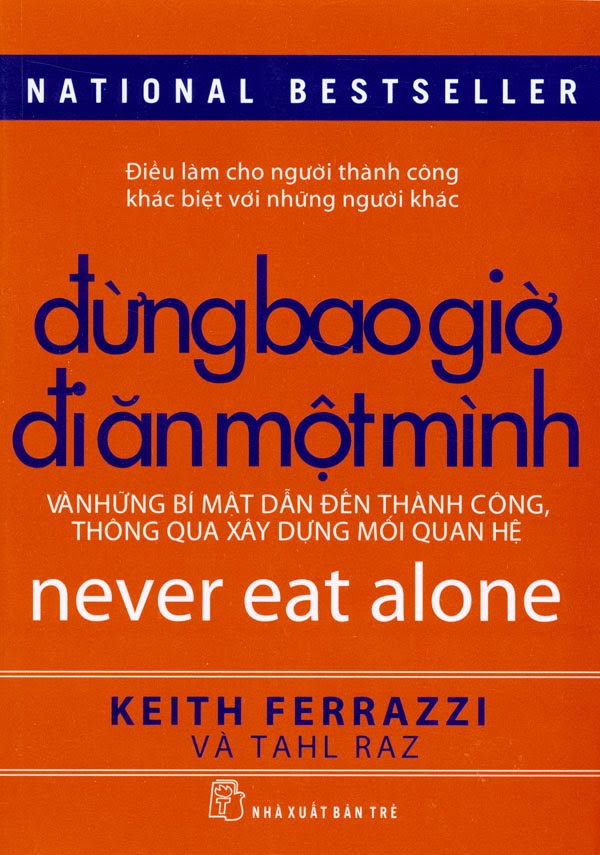 NATIONAL BESTSELLER
Điều làm cho người thành công
khác biệt với những người khác
đừng bao giờ
đi ăn một mình
VÀ NHỮNG BÍ MẬT DẪN ĐẾN THÀNH CÔNG,
THÔNG QUA XÂY DỰNG MỐI QUAN HỆ
never eat alone
KEITH FERRAZZI
VÀ TAHL RAZ
NHÀ XUẤT BẢN TRẺ